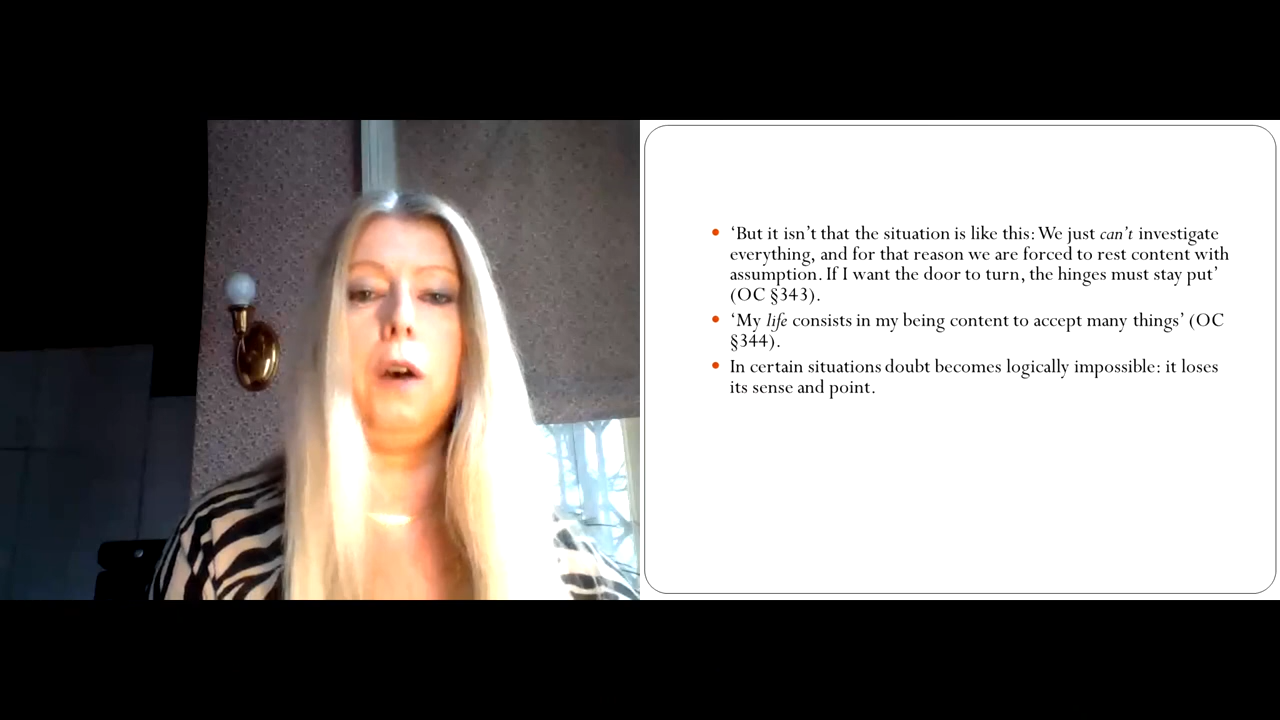 ‘But it isn’t that the situation is like this: We just can’t investigate
everything, and for that reason we are forced to rest content with
assumption. If I want the door to turn, the hinges must stay put’
(OC §343).
‘My life consists in my being content to accept many things’ (OC
§344).
In certain situations doubt becomes logically impossible: it loses
its sense and point.